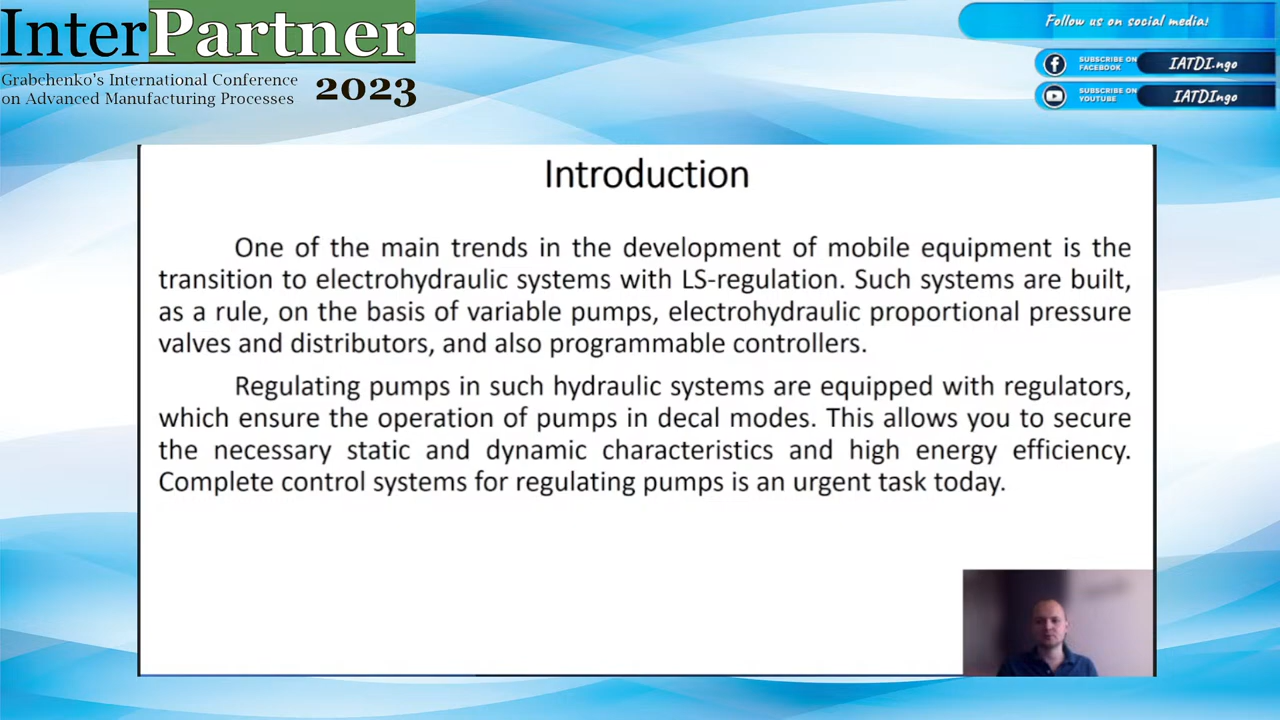 InterPartner
Grabchenko's International Conference
on Advanced Manufacturing Processes
2023
Follow us on social media!
SUBSCRIBE ON
FACEBOOK
IATDI.ngo
SUBSCRIBE ON
YOUTUBE
IATDIngo
Introduction
One of the main trends in the development of mobile equipment is the
transition to electrohydraulic systems with LS-regulation. Such systems are built,
as a rule, on the basis of variable pumps, electrohydraulic proportional pressure
valves and distributors, and also programmable controllers.
Regulating pumps in such hydraulic systems are equipped with regulators,
which ensure the operation of pumps in decal modes. This allows you to secure
the necessary static and dynamic characteristics and high energy efficiency.
Complete control systems for regulating pumps is an urgent task today.